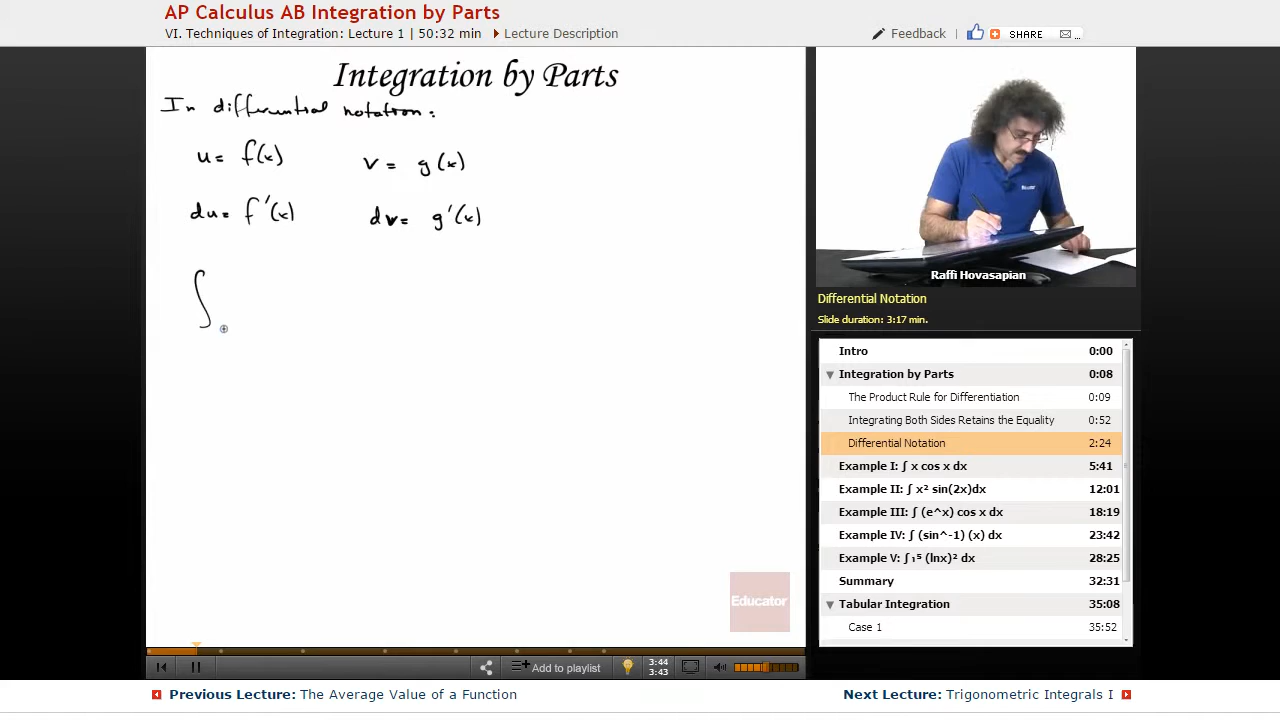 AP Calculus AB Integration by Parts
VI. Techniques of Integration: Lecture 1 | 50:32 min Lecture Description
Feedback SHARE
Integration by Parts
In differential notation:
u = f(x) v = g(x)
du = f'(x) dv = g'(x)
∫
Educator
Raffi Hovasapian
Differential Notation
Slide duration: 3:17 min.
Intro 0:00
Integration by Parts 0:08
The Product Rule for Differentiation 0:09
Integrating Both Sides Retains the Equality 0:52
Differential Notation 2:24
Example I: ∫ x cos x dx 5:41
Example II: ∫ x² sin(2x)dx 12:01
Example III: ∫ (e^x) cos x dx 18:19
Example IV: ∫ (sin^-1) (x) dx 23:42
Example V: ∫₁⁵ (lnx)² dx 28:25
Summary 32:31
Tabular Integration 35:08
Case 1 35:52
Educator
Add to playlist
3:44
3:43
Previous Lecture: The Average Value of a Function
Next Lecture: Trigonometric Integrals I